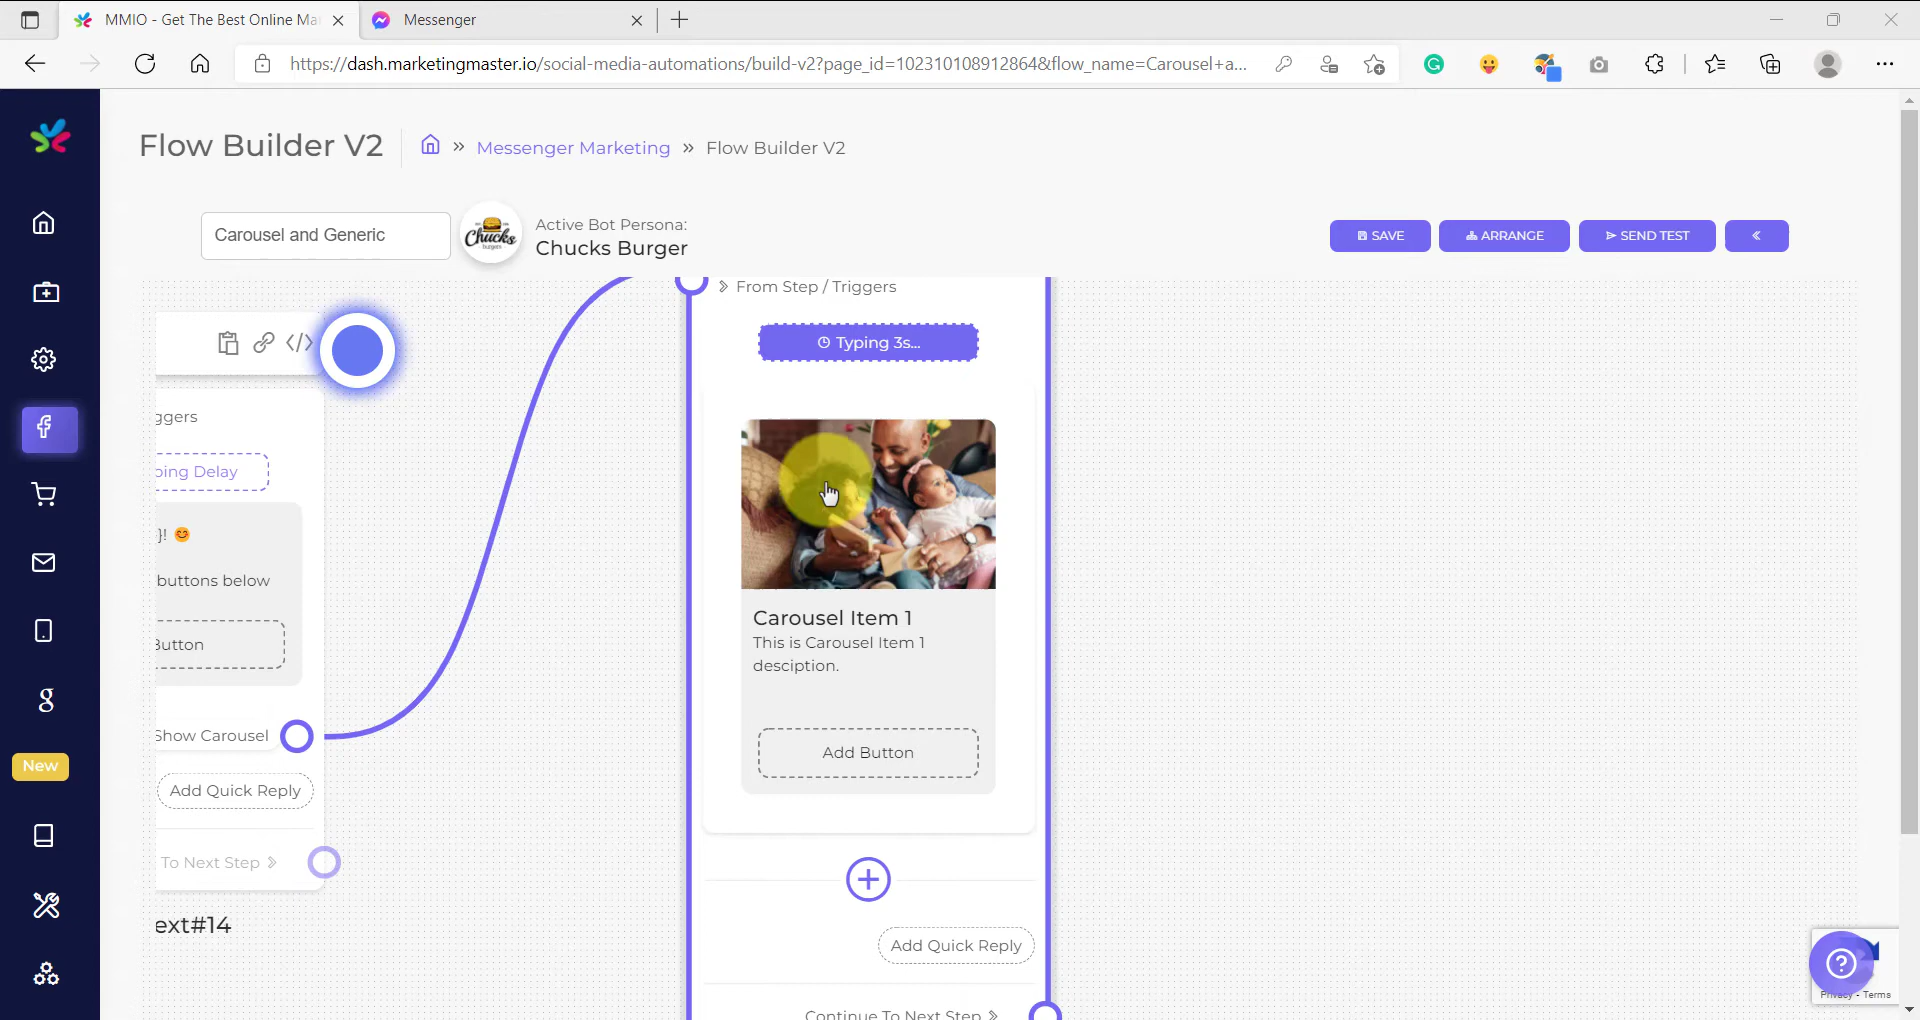 MMIO - Get The Best Online Ma
Messenger
https://dash.marketingmaster.io/social-media-automations/build-v2?page_id=102310108912864&flow_name=Carousel+a...
Flow Builder V2
» Messenger Marketing » Flow Builder V2
Carousel and Generic
Chucks
burgers
Active Bot Persona:
Chucks Burger
SAVE
ARRANGE
SEND TEST
From Step / Triggers
Typing 3s...
ggers
ping Delay
}! 😊
buttons below
Button
Show Carousel
Add Quick Reply
To Next Step
ext#14
Carousel Item 1
This is Carousel Item 1
desciption.
Add Button
Add Quick Reply
Continue To Next Step
New
Privacy - Terms